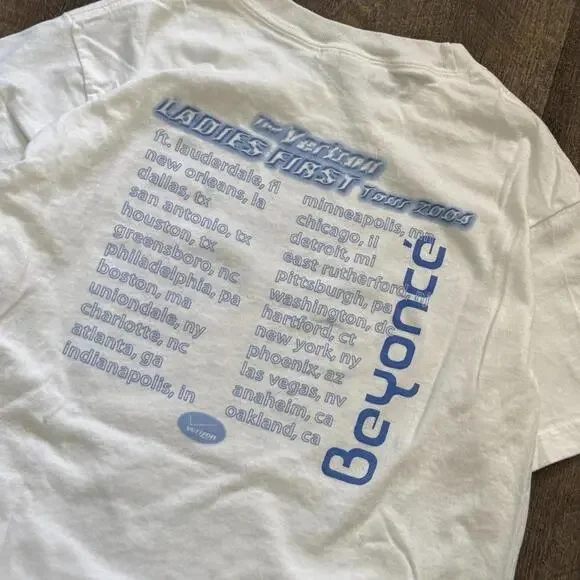 The Verizon
LADIES FIRST Tour 2004
ft. lauderdale, fl
new orleans, la
dallas, tx
san antonio, tx
houston, tx
greensboro, nc
philadelphia, pa
boston, ma
uniondale, ny
charlotte, nc
atlanta, ga
indianapolis, in
minneapolis, mn
chicago, il
detroit, mi
east rutherford, nj
pittsburgh, pa
washington, dc
hartford, ct
new york, ny
phoenix, az
las vegas, nv
anaheim, ca
oakland, ca
Beyoncé
verizon